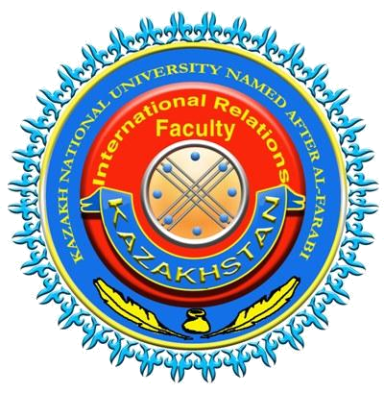 KAZAKH NATIONAL UNIVERSITY NAMED AFTER AL-FARABI
International Relations
Faculty
KAZAKHSTAN